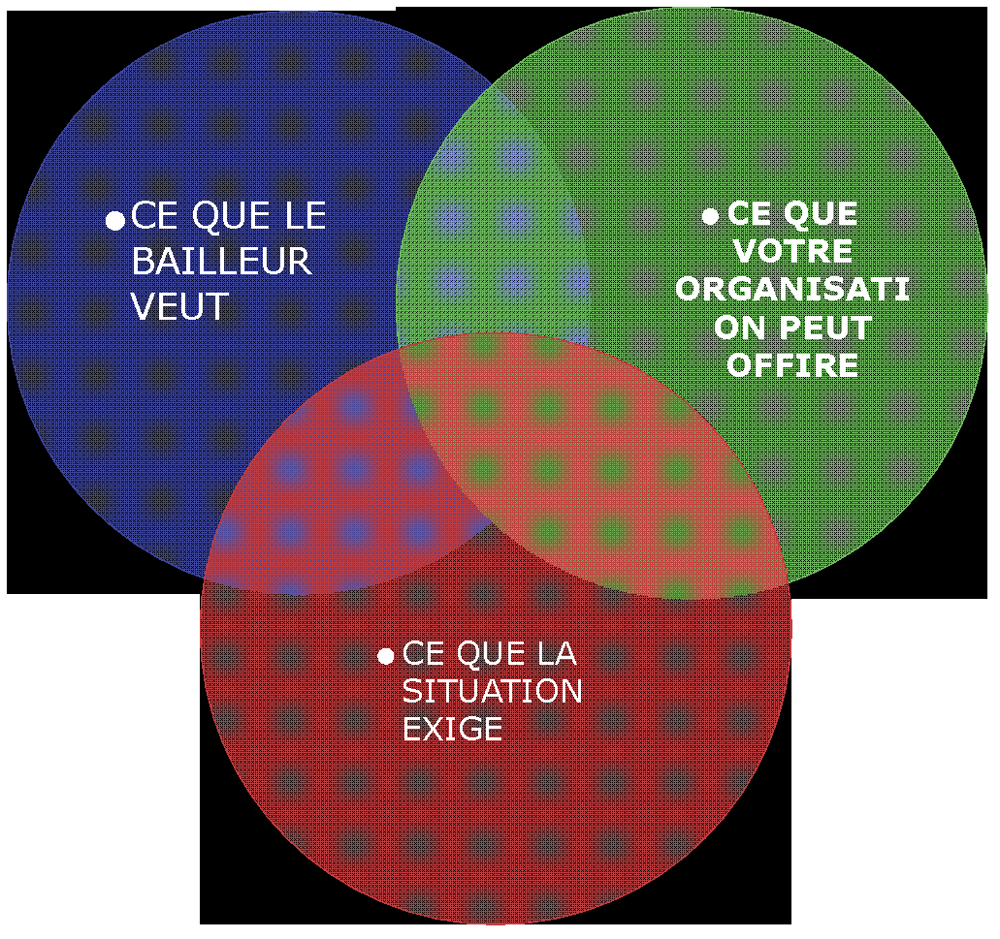 • CE QUE LE
BAILLEUR
VEUT
• CE QUE
VOTRE
ORGANISATI
ON PEUT
OFFIRE
• CE QUE LA
SITUATION
EXIGE